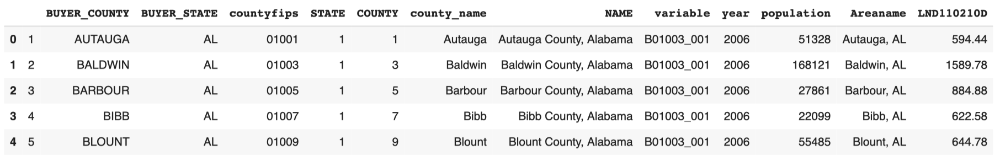 BUYER_COUNTY BUYER_STATE countyfips STATE COUNTY county_name NAME variable year population Areaname LND110210D
0 1 AUTAUGA AL 01001 1 1 Autauga Autauga County, Alabama B01003_001 2006 51328 Autauga, AL 594.44
1 2 BALDWIN AL 01003 1 3 Baldwin Baldwin County, Alabama B01003_001 2006 168121 Baldwin, AL 1589.78
2 3 BARBOUR AL 01005 1 5 Barbour Barbour County, Alabama B01003_001 2006 27861 Barbour, AL 884.88
3 4 BIBB AL 01007 1 7 Bibb Bibb County, Alabama B01003_001 2006 22099 Bibb, AL 622.58
4 5 BLOUNT AL 01009 1 9 Blount Blount County, Alabama B01003_001 2006 55485 Blount, AL 644.78